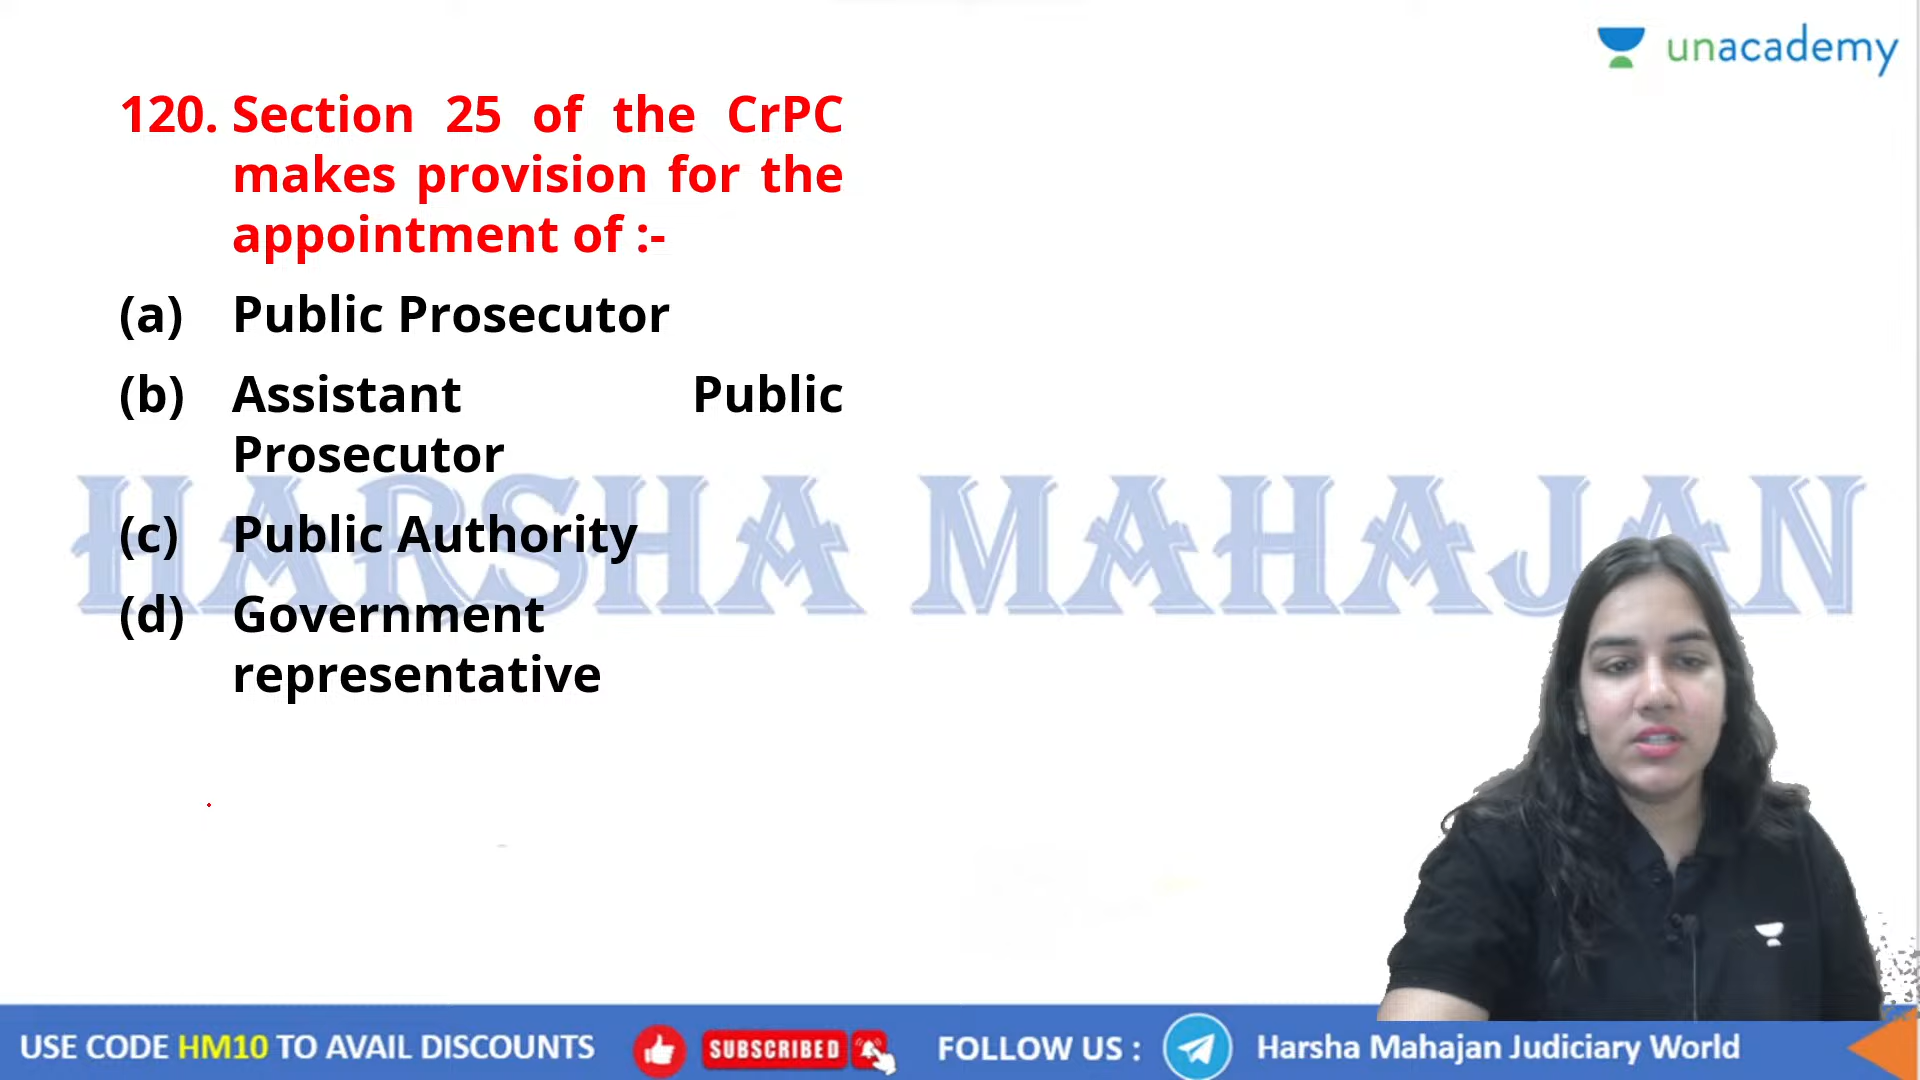 unacademy
120. Section 25 of the CrPC
makes provision for the
appointment of :-
(a) Public Prosecutor
(b) Assistant Public
Prosecutor
(c) Public Authority
(d) Government
representative
HARSHA MAHAJAN
USE CODE HM10 TO AVAIL DISCOUNTS SUBSCRIBED FOLLOW US : Harsha Mahajan Judiciary World